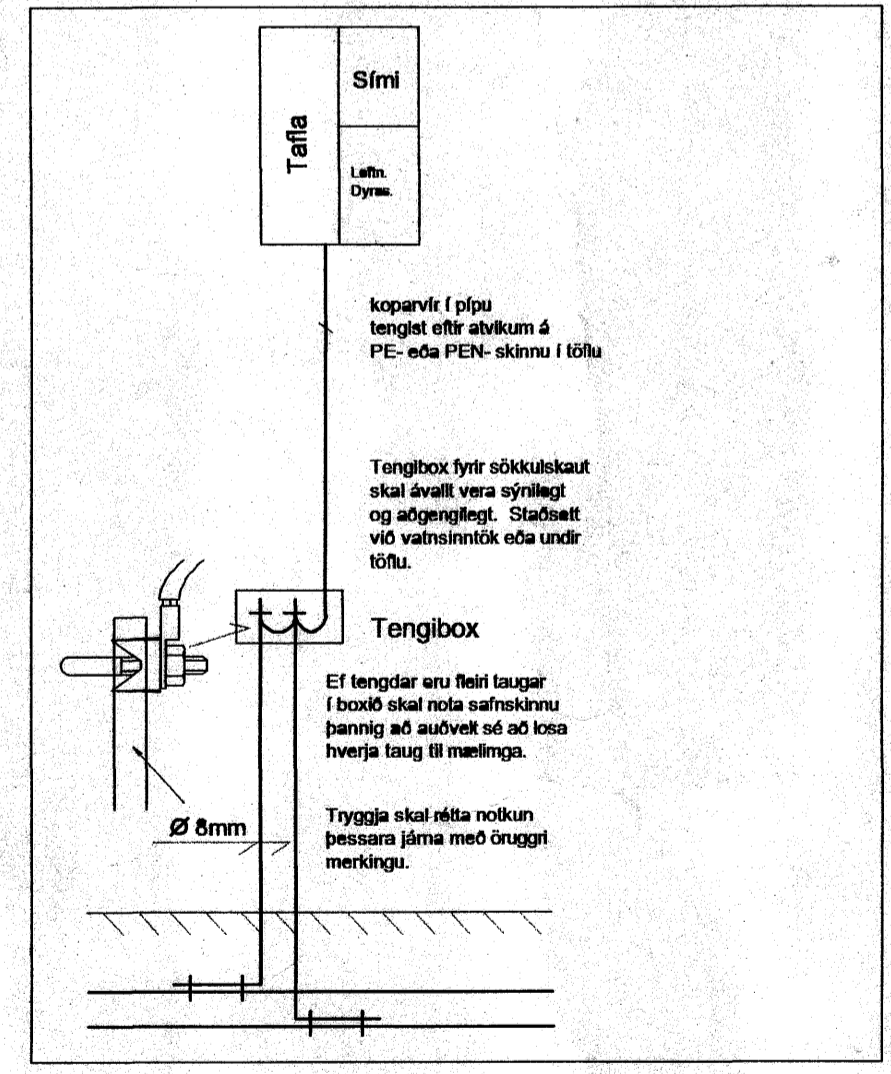 Tafla
Sími
Loftn.
Dyras.
koparvír í pípu
tengist eftir atvikum á
PE- eða PEN- skinnu í töflu
Tengibox fyrir sökkulskaut
skal ávallt vera sýnilegt
og aðgengilegt. Staðsett
við vatnsinntök eða undir
töflu.
Tengibox
Ef tengdar eru fleiri taugar
í boxið skal nota safnskinnu
þannig að auðvelt sé að losa
hverja taug til mælimga.
Ø 8mm
Tryggja skal rétta notkun
þessara járna með öruggri
merkingu.